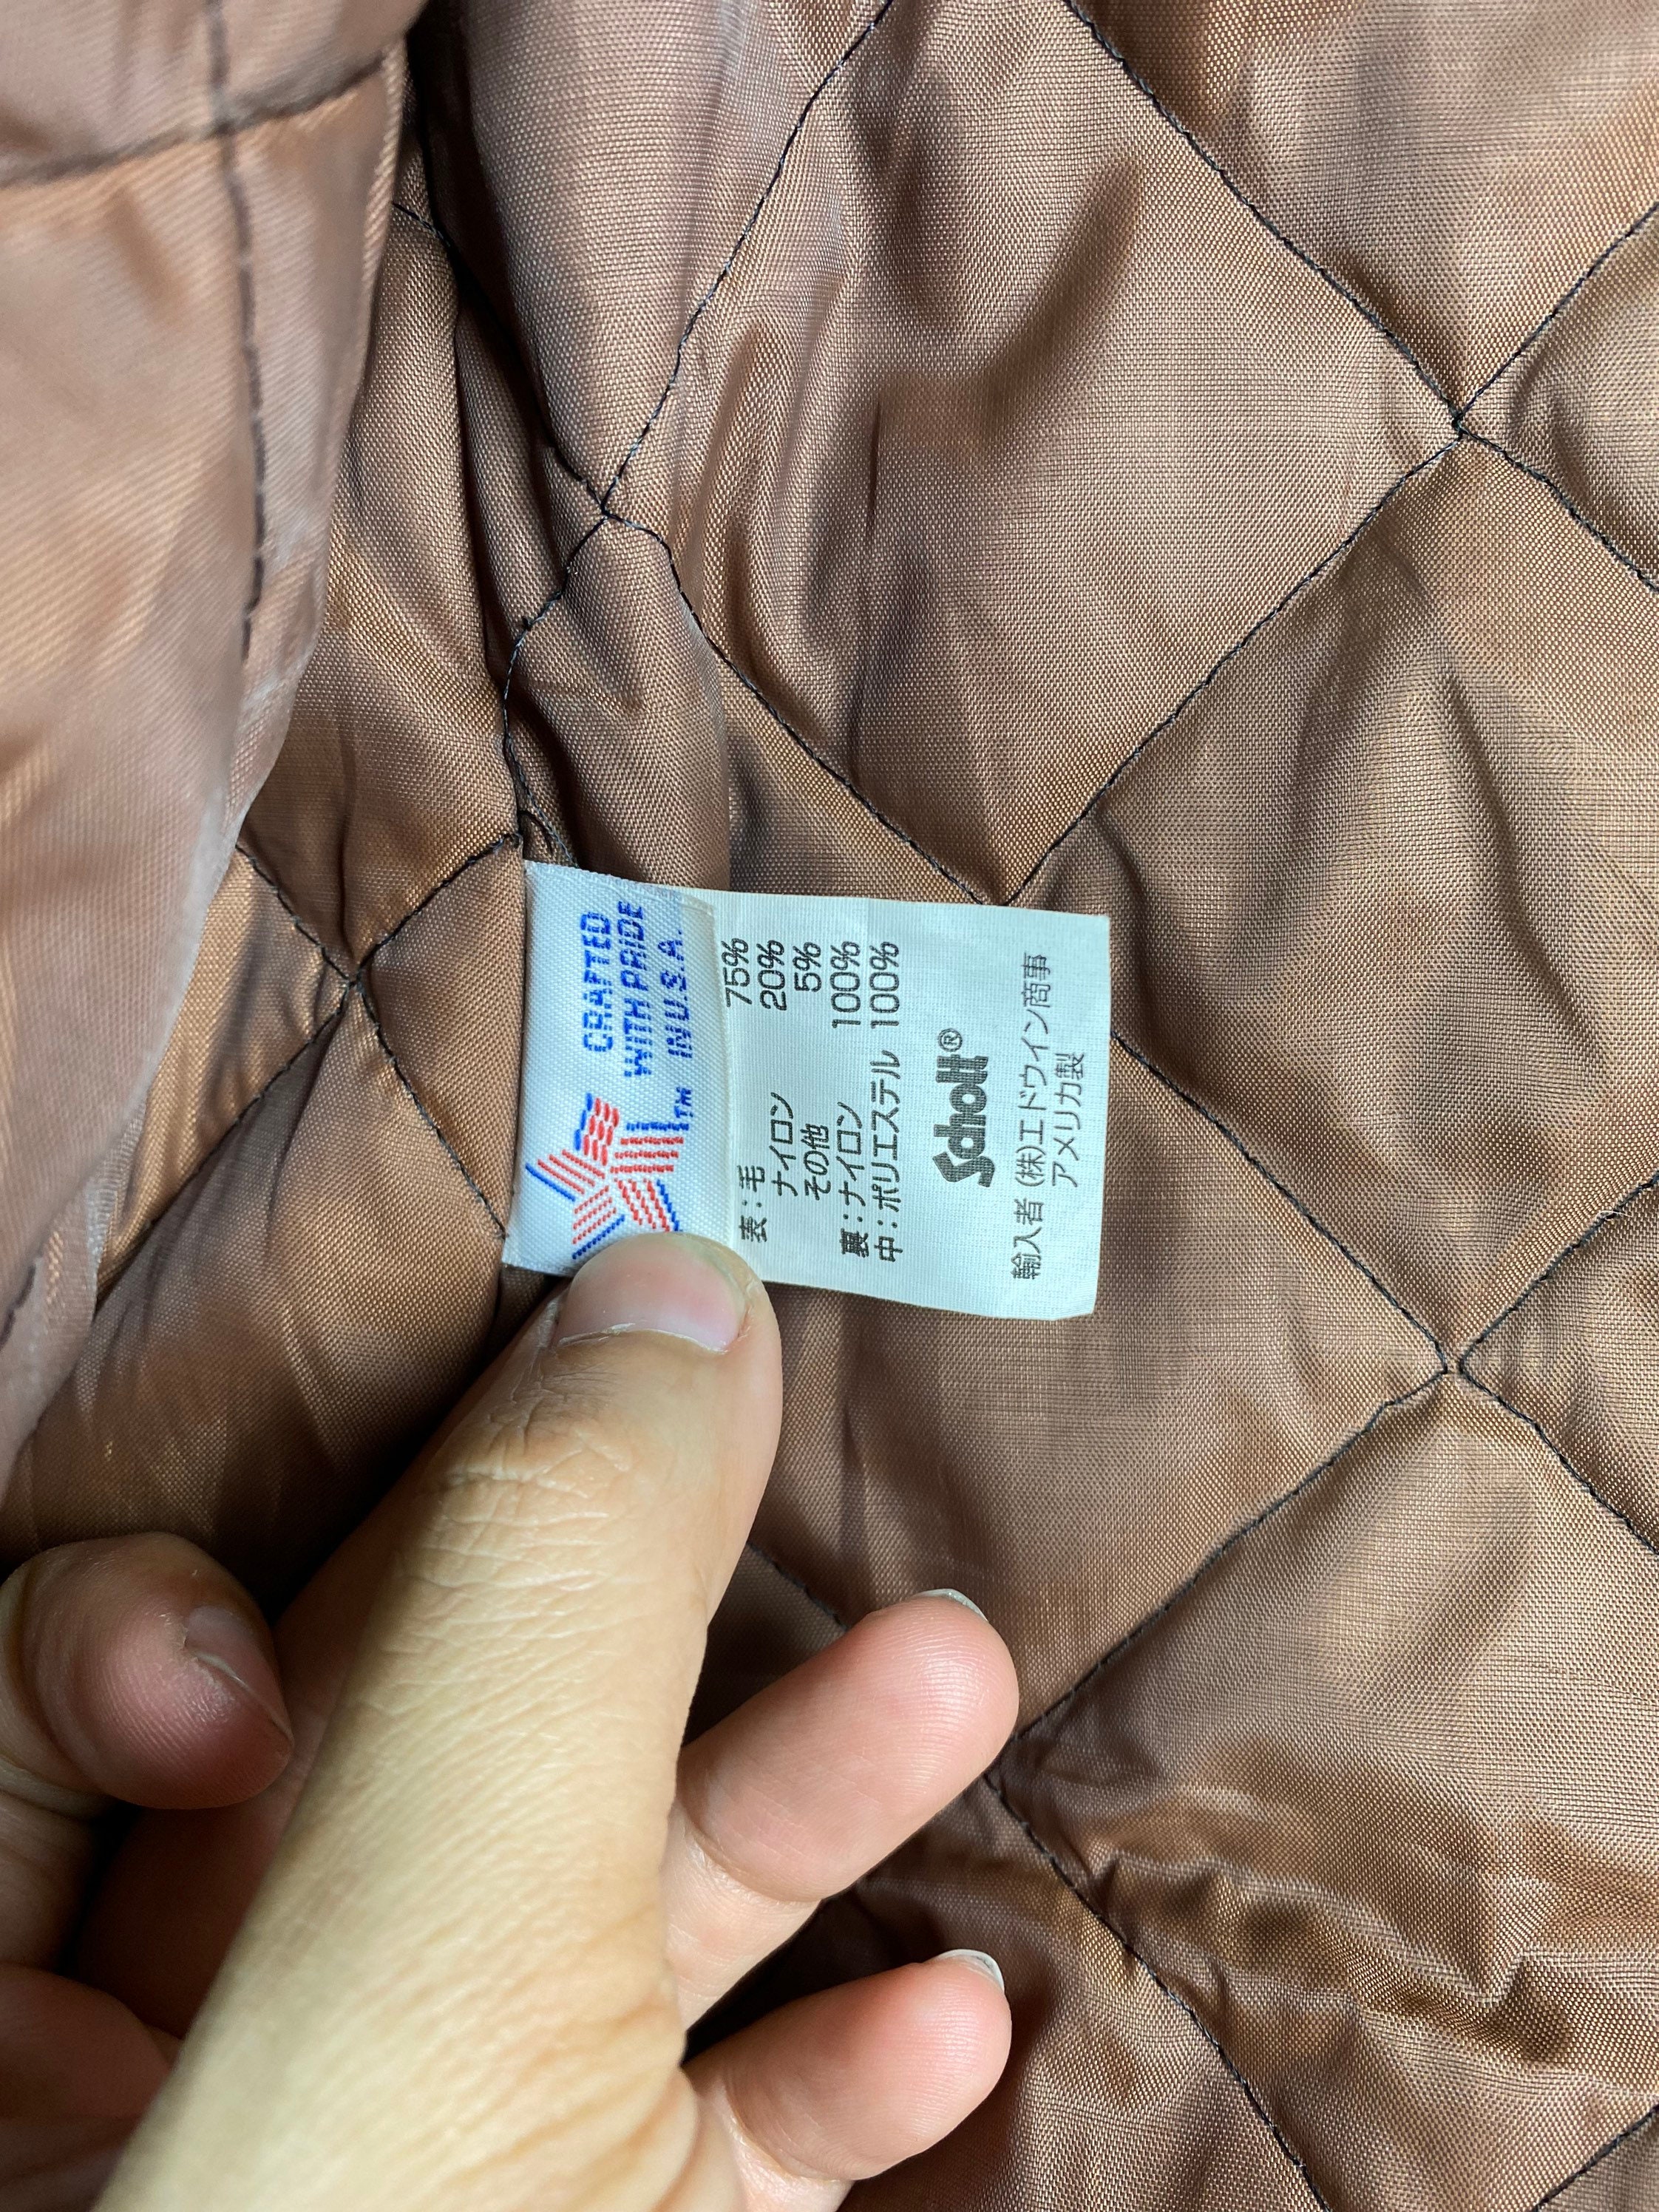 CRAFTED
WITH PRIDE
IN U.S.A.
TM
表:毛 75%
ナイロン 20%
その他 5%
裏:ナイロン 100%
中:ポリエステル 100%
Schott®
輸入者 (株)エドウイン商事
アメリカ製